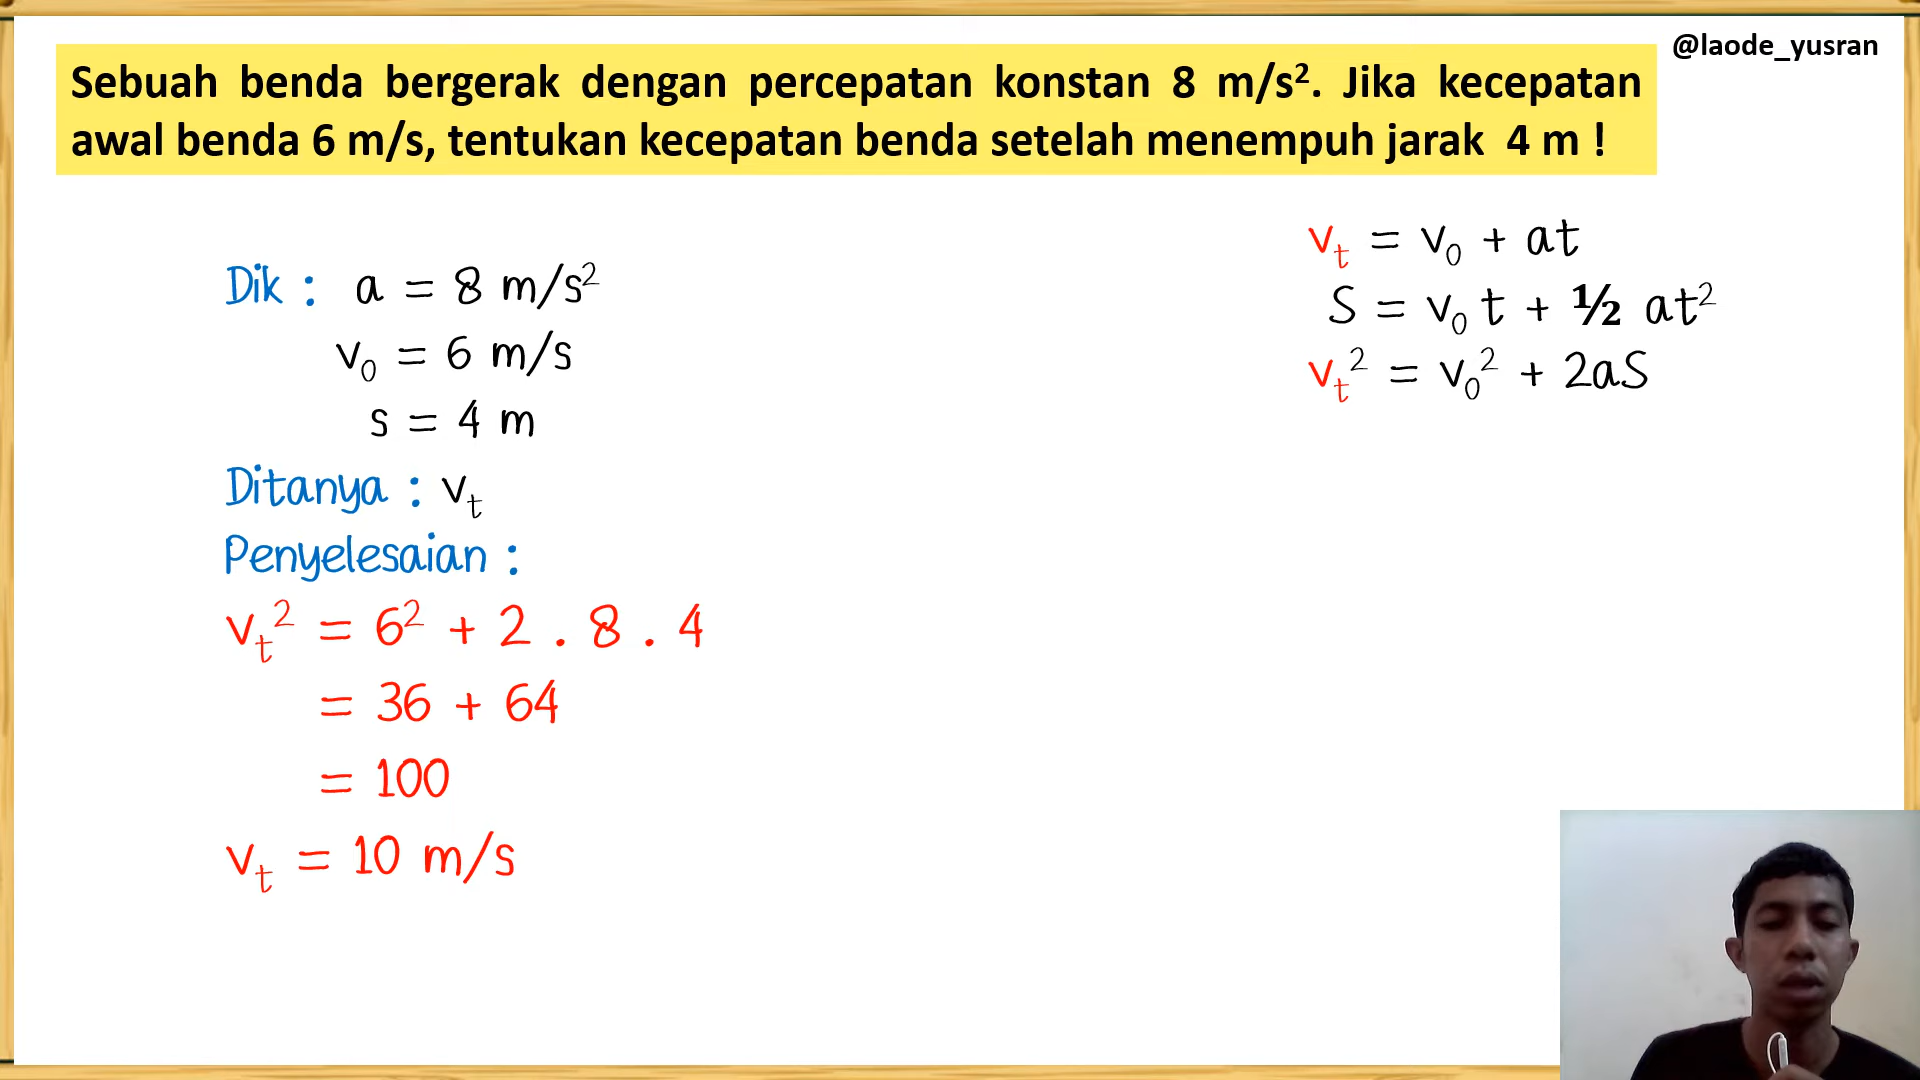 @laode_yusran
Sebuah benda bergerak dengan percepatan konstan 8 m/s². Jika kecepatan
awal benda 6 m/s, tentukan kecepatan benda setelah menempuh jarak 4 m !
Dik : a = 8 m/s²
v₀ = 6 m/s
s = 4 m
Ditanya : vₜ
Penyelesaian :
vₜ² = 6² + 2 . 8 . 4
= 36 + 64
= 100
vₜ = 10 m/s
vₜ = v₀ + at
S = v₀ t + ½ at²
vₜ² = v₀² + 2aS